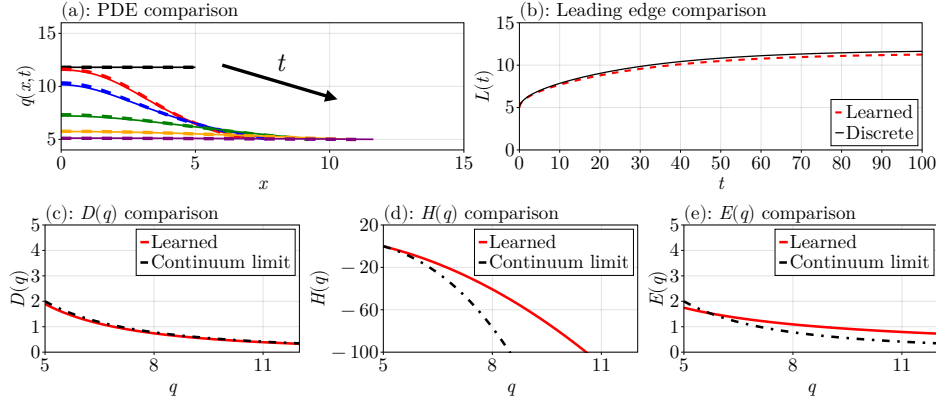 (a): PDE comparison
q(x, t)
15
10
5
0
5
10
15
x
t
(b): Leading edge comparison
L(t)
15
10
5
0
0
10
20
30
40
50
60
70
80
90
100
t
Learned
Discrete
(c): D(q) comparison
D(q)
5
4
3
2
1
0
5
8
11
q
Learned
Continuum limit
(d): H(q) comparison
H(q)
20
−20
−60
−100
5
8
11
q
Learned
Continuum limit
(e): E(q) comparison
E(q)
5
4
3
2
1
0
5
8
11
q
Learned
Continuum limit